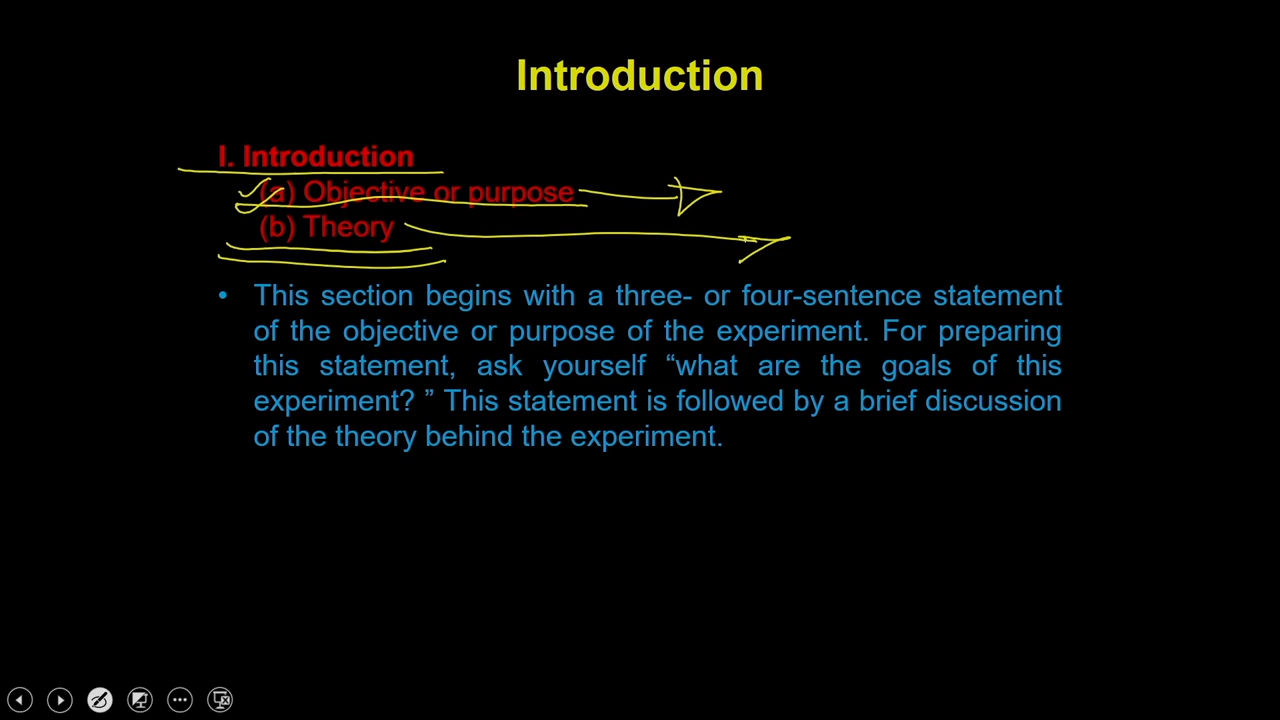 Introduction
I. Introduction
(a) Objective or purpose
(b) Theory
• This section begins with a three- or four-sentence statement
of the objective or purpose of the experiment. For preparing
this statement, ask yourself “what are the goals of this
experiment? ” This statement is followed by a brief discussion
of the theory behind the experiment.